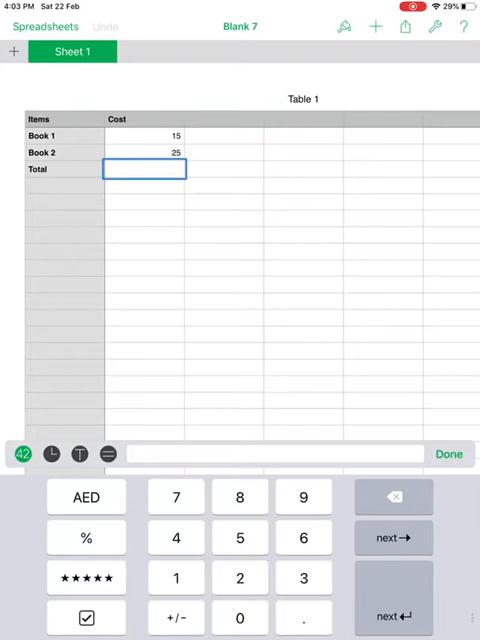 4:03 PM Sat 22 Feb 29%
Spreadsheets Undo Blank 7 ?
+ Sheet 1
Table 1
Items Cost
Book 1 15
Book 2 25
Total
42 T = Done
AED 7 8 9
% 4 5 6 next→
★★★★★ 1 2 3
+/- 0 . next↵